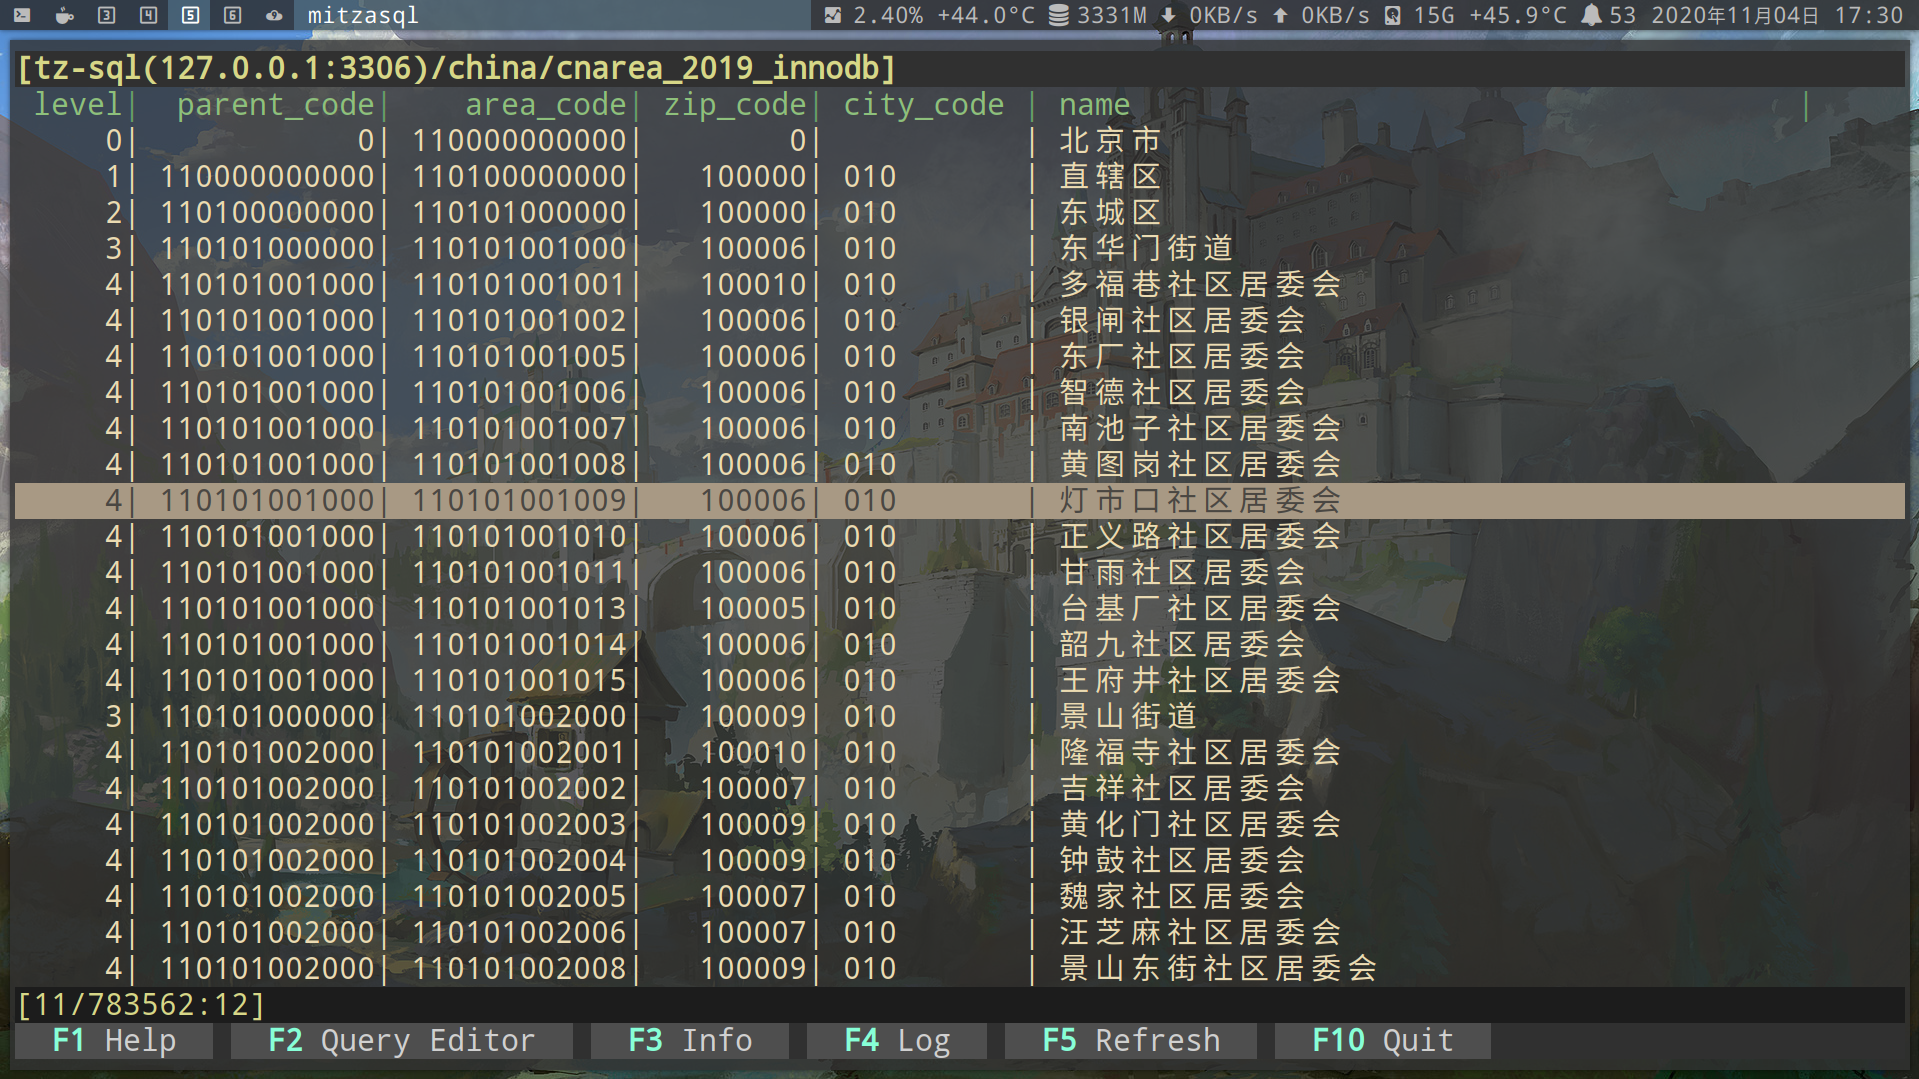 3 4 5 6 mitzasql 2.40% +44.0°C 3331M 0KB/s 0KB/s 15G +45.9°C 53 2020年11月04日 17:30
[tz-sql(127.0.0.1:3306)/china/cnarea_2019_innodb]
level| parent_code| area_code| zip_code| city_code | name |
0| 0| 110000000000| 0| | 北京市
1| 110000000000| 110100000000| 100000| 010 | 直辖区
2| 110100000000| 110101000000| 100000| 010 | 东城区
3| 110101000000| 110101001000| 100006| 010 | 东华门街道
4| 110101001000| 110101001001| 100010| 010 | 多福巷社区居委会
4| 110101001000| 110101001002| 100006| 010 | 银闸社区居委会
4| 110101001000| 110101001005| 100006| 010 | 东厂社区居委会
4| 110101001000| 110101001006| 100006| 010 | 智德社区居委会
4| 110101001000| 110101001007| 100006| 010 | 南池子社区居委会
4| 110101001000| 110101001008| 100006| 010 | 黄图岗社区居委会
4| 110101001000| 110101001009| 100006| 010 | 灯市口社区居委会
4| 110101001000| 110101001010| 100006| 010 | 正义路社区居委会
4| 110101001000| 110101001011| 100006| 010 | 甘雨社区居委会
4| 110101001000| 110101001013| 100005| 010 | 台基厂社区居委会
4| 110101001000| 110101001014| 100006| 010 | 韶九社区居委会
4| 110101001000| 110101001015| 100006| 010 | 王府井社区居委会
3| 110101000000| 110101002000| 100009| 010 | 景山街道
4| 110101002000| 110101002001| 100010| 010 | 隆福寺社区居委会
4| 110101002000| 110101002002| 100007| 010 | 吉祥社区居委会
4| 110101002000| 110101002003| 100009| 010 | 黄化门社区居委会
4| 110101002000| 110101002004| 100009| 010 | 钟鼓社区居委会
4| 110101002000| 110101002005| 100007| 010 | 魏家社区居委会
4| 110101002000| 110101002006| 100007| 010 | 汪芝麻社区居委会
4| 110101002000| 110101002008| 100009| 010 | 景山东街社区居委会
[11/783562:12]
F1 Help F2 Query Editor F3 Info F4 Log F5 Refresh F10 Quit